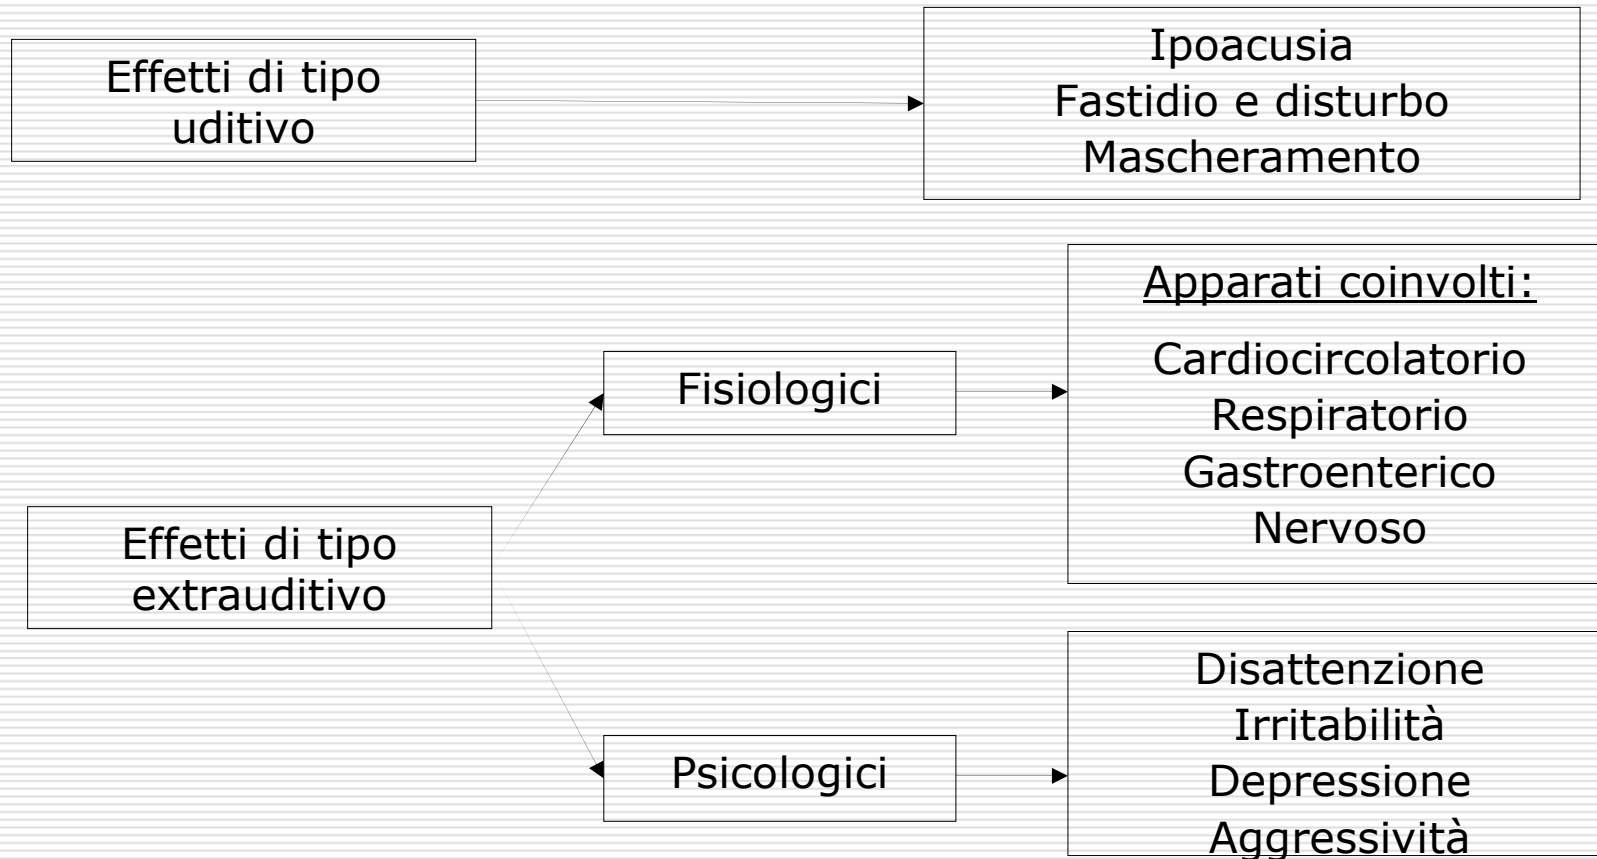 Effetti di tipo
uditivo
Ipoacusia
Fastidio e disturbo
Mascheramento
Effetti di tipo
extrauditivo
Fisiologici
Apparati coinvolti:
Cardiocircolatorio
Respiratorio
Gastroenterico
Nervoso
Psicologici
Disattenzione
Irritabilità
Depressione
Aggressività